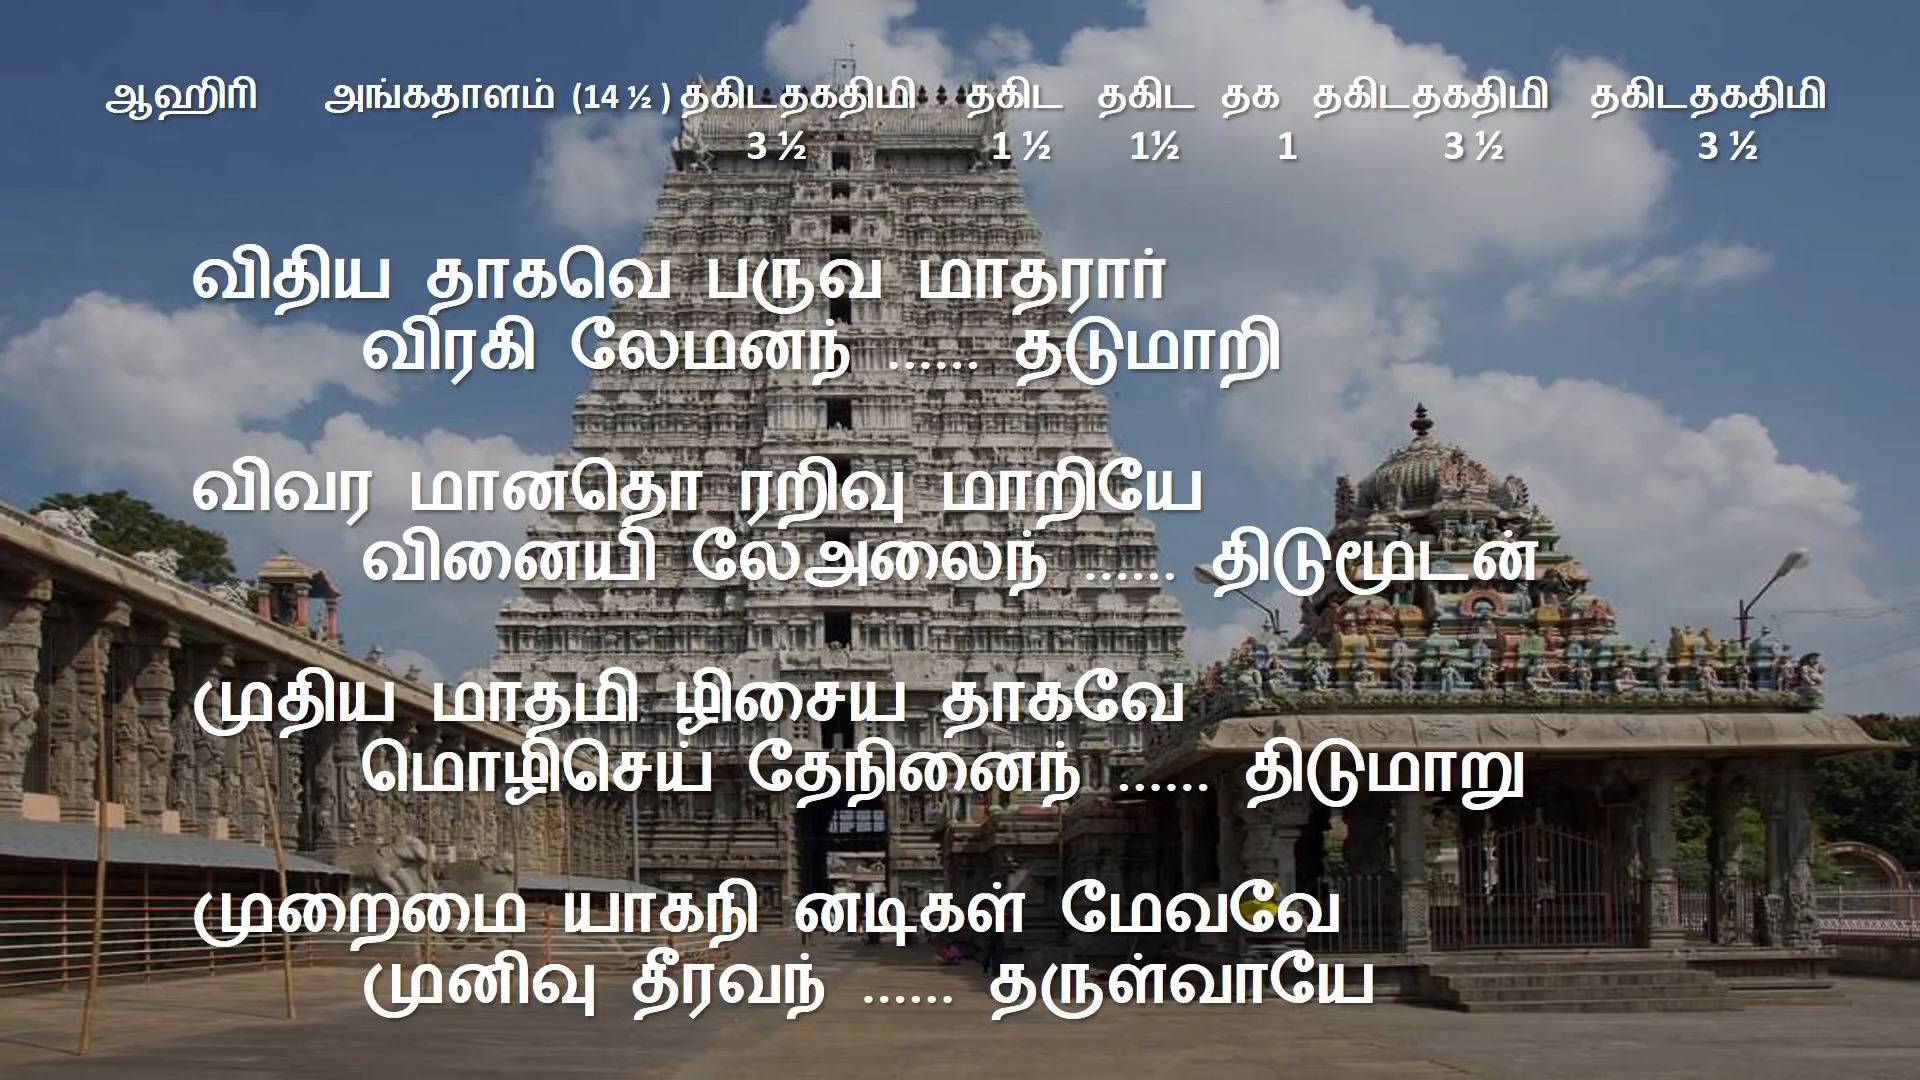 ஆஹிரி அங்கதாளம் (14 ½ ) தகிடதகதிமி தகிட தகிட தக தகிடதகதிமி தகிடதகதிமி
3 ½ 1 ½ 1½ 1 3 ½ 3 ½
விதிய தாகவெ பருவ மாதரார்
விரகி லேமனந் ...... தடுமாறி
விவர மானதொ ரறிவு மாறியே
வினையி லேஅலைந் ...... திடுமூடன்
முதிய மாதமி ழிசைய தாகவே
மொழிசெய் தேநினைந் ...... திடுமாறு
முறைமை யாகநி னடிகள் மேவவே
முனிவு தீரவந் ...... தருள்வாயே